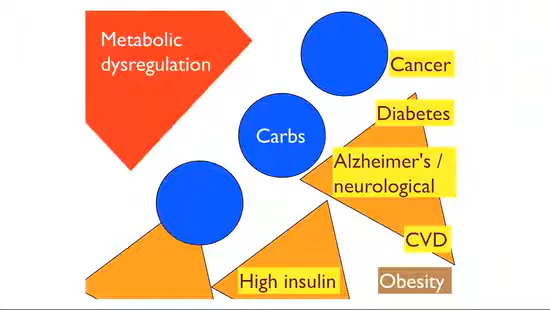 Metabolic
dysregulation
Cancer
Diabetes
Carbs
Alzheimer's /
neurological
CVD
High insulin
Obesity